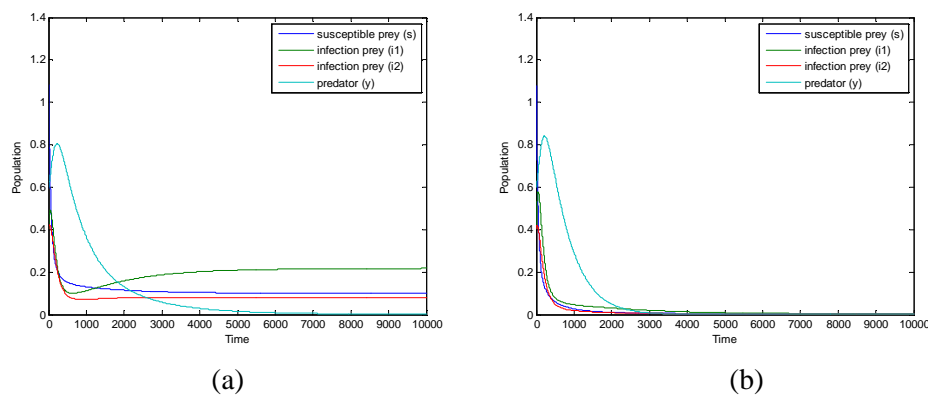 1.4
1.2
1
0.8
0.6
0.4
0.2
0
Population
susceptible prey (s)
infection prey (i1)
infection prey (i2)
predator (y)
0 1000 2000 3000 4000 5000 6000 7000 8000 9000 10000
Time
(a)
1.4
1.2
1
0.8
0.6
0.4
0.2
0
Population
susceptible prey (s)
infection prey (i1)
infection prey (i2)
predator (y)
0 1000 2000 3000 4000 5000 6000 7000 8000 9000 10000
Time
(b)